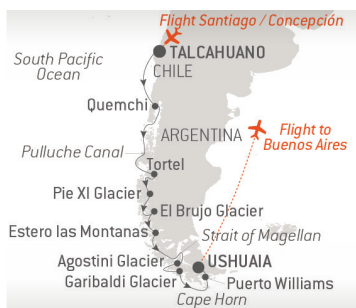 Flight Santiago / Concepción
South Pacific
Ocean
TALCAHUANO
CHILE
Quemchi
ARGENTINA
Flight to
Buenos Aires
Pulluche Canal
Tortel
Pie XI Glacier
El Brujo Glacier
Estero las Montanas
Strait of Magellan
Agostini Glacier
USHUAIA
Garibaldi Glacier
Puerto Williams
Cape Horn